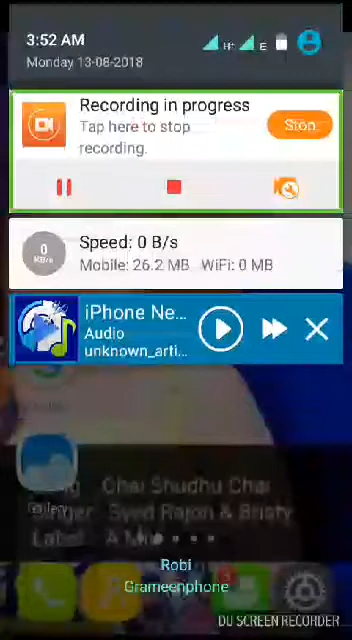 3:52 AM
H
E
Monday 13-08-2018
Recording in progress
Tap here to stop
recording.
Stop
0
KB/s
Speed: 0 B/s
Mobile: 26.2 MB WiFi: 0 MB
iPhone Ne...
Audio
unknown_arti...
Chai Shudhu Chai
Gallery
Singer Syed Rajon & Bristy
Label
Robi
Grameenphone
DU SCREEN RECORDER